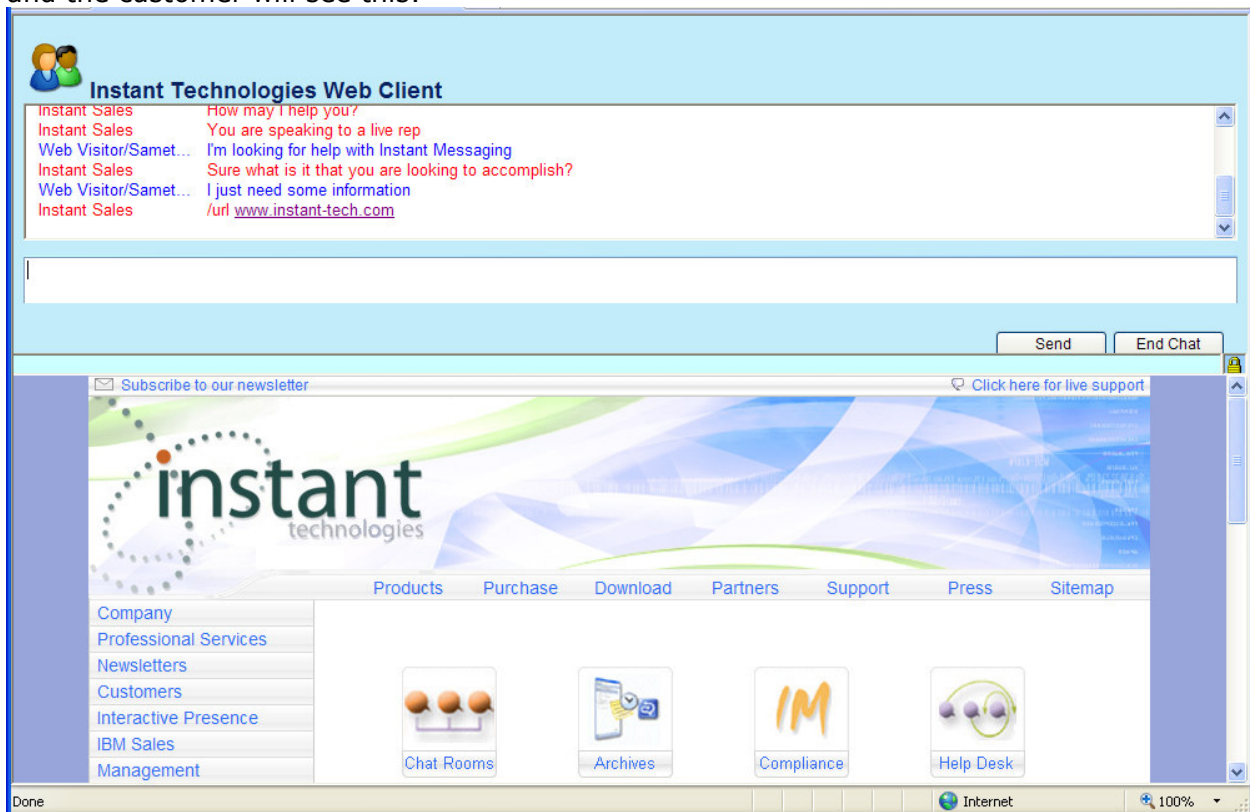 and the customer will see this:
Instant Technologies Web Client
Instant Sales How may I help you?
Instant Sales You are speaking to a live rep
Web Visitor/Samet... I'm looking for help with Instant Messaging
Instant Sales Sure what is it that you are looking to accomplish?
Web Visitor/Samet... I just need some information
Instant Sales /url www.instant-tech.com
Send End Chat
Subscribe to our newsletter Click here for live support
instant
technologies
Products Purchase Download Partners Support Press Sitemap
Company
Professional Services
Newsletters
Customers
Interactive Presence
IBM Sales
Management
IM
Chat Rooms Archives Compliance Help Desk
Done Internet 100%